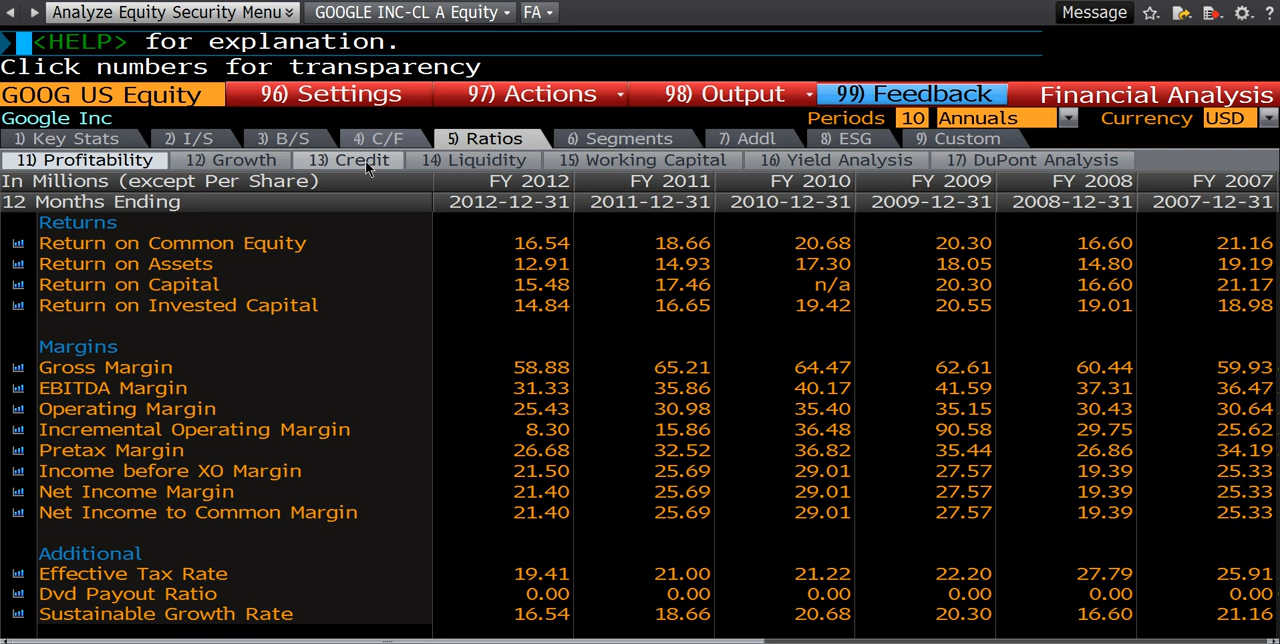 Analyze Equity Security Menu GOOGLE INC-CL A Equity FA Message ?
<HELP> for explanation.
Click numbers for transparency
GOOG US Equity 96) Settings 97) Actions 98) Output 99) Feedback Financial Analysis
Google Inc Periods 10 Annuals Currency USD
1) Key Stats 2) I/S 3) B/S 4) C/F 5) Ratios 6) Segments 7) Addl 8) ESG 9) Custom
11) Profitability 12) Growth 13) Credit 14) Liquidity 15) Working Capital 16) Yield Analysis 17) DuPont Analysis
In Millions (except Per Share) FY 2012 FY 2011 FY 2010 FY 2009 FY 2008 FY 2007
12 Months Ending 2012-12-31 2011-12-31 2010-12-31 2009-12-31 2008-12-31 2007-12-31
Returns
Return on Common Equity 16.54 18.66 20.68 20.30 16.60 21.16
Return on Assets 12.91 14.93 17.30 18.05 14.80 19.19
Return on Capital 15.48 17.46 n/a 20.30 16.60 21.17
Return on Invested Capital 14.84 16.65 19.42 20.55 19.01 18.98
Margins
Gross Margin 58.88 65.21 64.47 62.61 60.44 59.93
EBITDA Margin 31.33 35.86 40.17 41.59 37.31 36.47
Operating Margin 25.43 30.98 35.40 35.15 30.43 30.64
Incremental Operating Margin 8.30 15.86 36.48 90.58 29.75 25.62
Pretax Margin 26.68 32.52 36.82 35.44 26.86 34.19
Income before XO Margin 21.50 25.69 29.01 27.57 19.39 25.33
Net Income Margin 21.40 25.69 29.01 27.57 19.39 25.33
Net Income to Common Margin 21.40 25.69 29.01 27.57 19.39 25.33
Additional
Effective Tax Rate 19.41 21.00 21.22 22.20 27.79 25.91
Dvd Payout Ratio 0.00 0.00 0.00 0.00 0.00 0.00
Sustainable Growth Rate 16.54 18.66 20.68 20.30 16.60 21.16